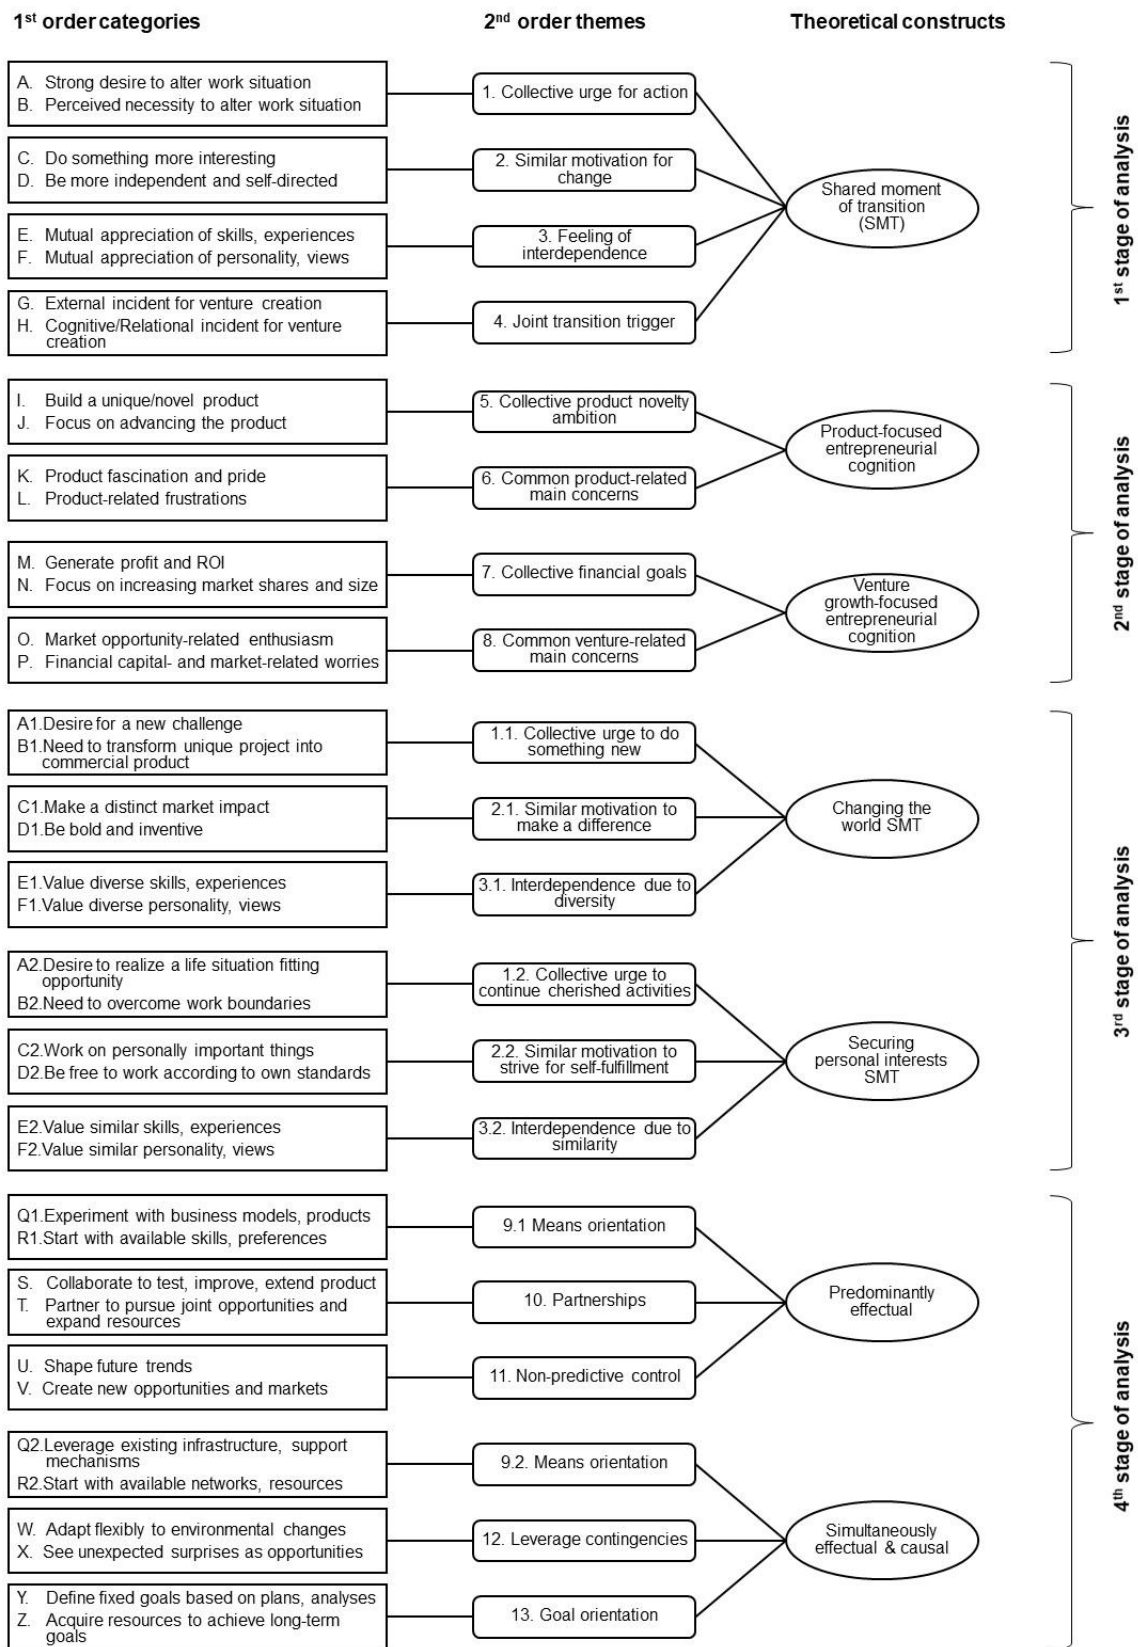 1st order categories
2nd order themes
Theoretical constructs
A. Strong desire to alter work situation
B. Perceived necessity to alter work situation
1. Collective urge for action
C. Do something more interesting
D. Be more independent and self-directed
2. Similar motivation for
change
E. Mutual appreciation of skills, experiences
F. Mutual appreciation of personality, views
3. Feeling of
interdependence
G. External incident for venture creation
H. Cognitive/Relational incident for venture
creation
4. Joint transition trigger
Shared moment
of transition
(SMT)
1st stage of analysis
I. Build a unique/novel product
J. Focus on advancing the product
5. Collective product novelty
ambition
K. Product fascination and pride
L. Product-related frustrations
6. Common product-related
main concerns
Product-focused
entrepreneurial
cognition
M. Generate profit and ROI
N. Focus on increasing market shares and size
7. Collective financial goals
O. Market opportunity-related enthusiasm
P. Financial capital- and market-related worries
8. Common venture-related
main concerns
Venture
growth-focused
entrepreneurial
cognition
2nd stage of analysis
A1.Desire for a new challenge
B1.Need to transform unique project into
commercial product
1.1. Collective urge to do
something new
C1.Make a distinct market impact
D1.Be bold and inventive
2.1. Similar motivation to
make a difference
E1.Value diverse skills, experiences
F1.Value diverse personality, views
3.1. Interdependence due to
diversity
Changing the
world SMT
A2.Desire to realize a life situation fitting
opportunity
B2.Need to overcome work boundaries
1.2. Collective urge to
continue cherished activities
C2.Work on personally important things
D2.Be free to work according to own standards
2.2. Similar motivation to
strive for self-fulfillment
E2.Value similar skills, experiences
F2.Value similar personality, views
3.2. Interdependence due to
similarity
Securing
personal interests
SMT
3rd stage of analysis
Q1.Experiment with business models, products
R1.Start with available skills, preferences
9.1 Means orientation
S. Collaborate to test, improve, extend product
T. Partner to pursue joint opportunities and
expand resources
10. Partnerships
U. Shape future trends
V. Create new opportunities and markets
11. Non-predictive control
Predominantly
effectual
Q2.Leverage existing infrastructure, support
mechanisms
R2.Start with available networks, resources
9.2. Means orientation
W. Adapt flexibly to environmental changes
X. See unexpected surprises as opportunities
12. Leverage contingencies
Y. Define fixed goals based on plans, analyses
Z. Acquire resources to achieve long-term
goals
13. Goal orientation
Simultaneously
effectual & causal
4th stage of analysis